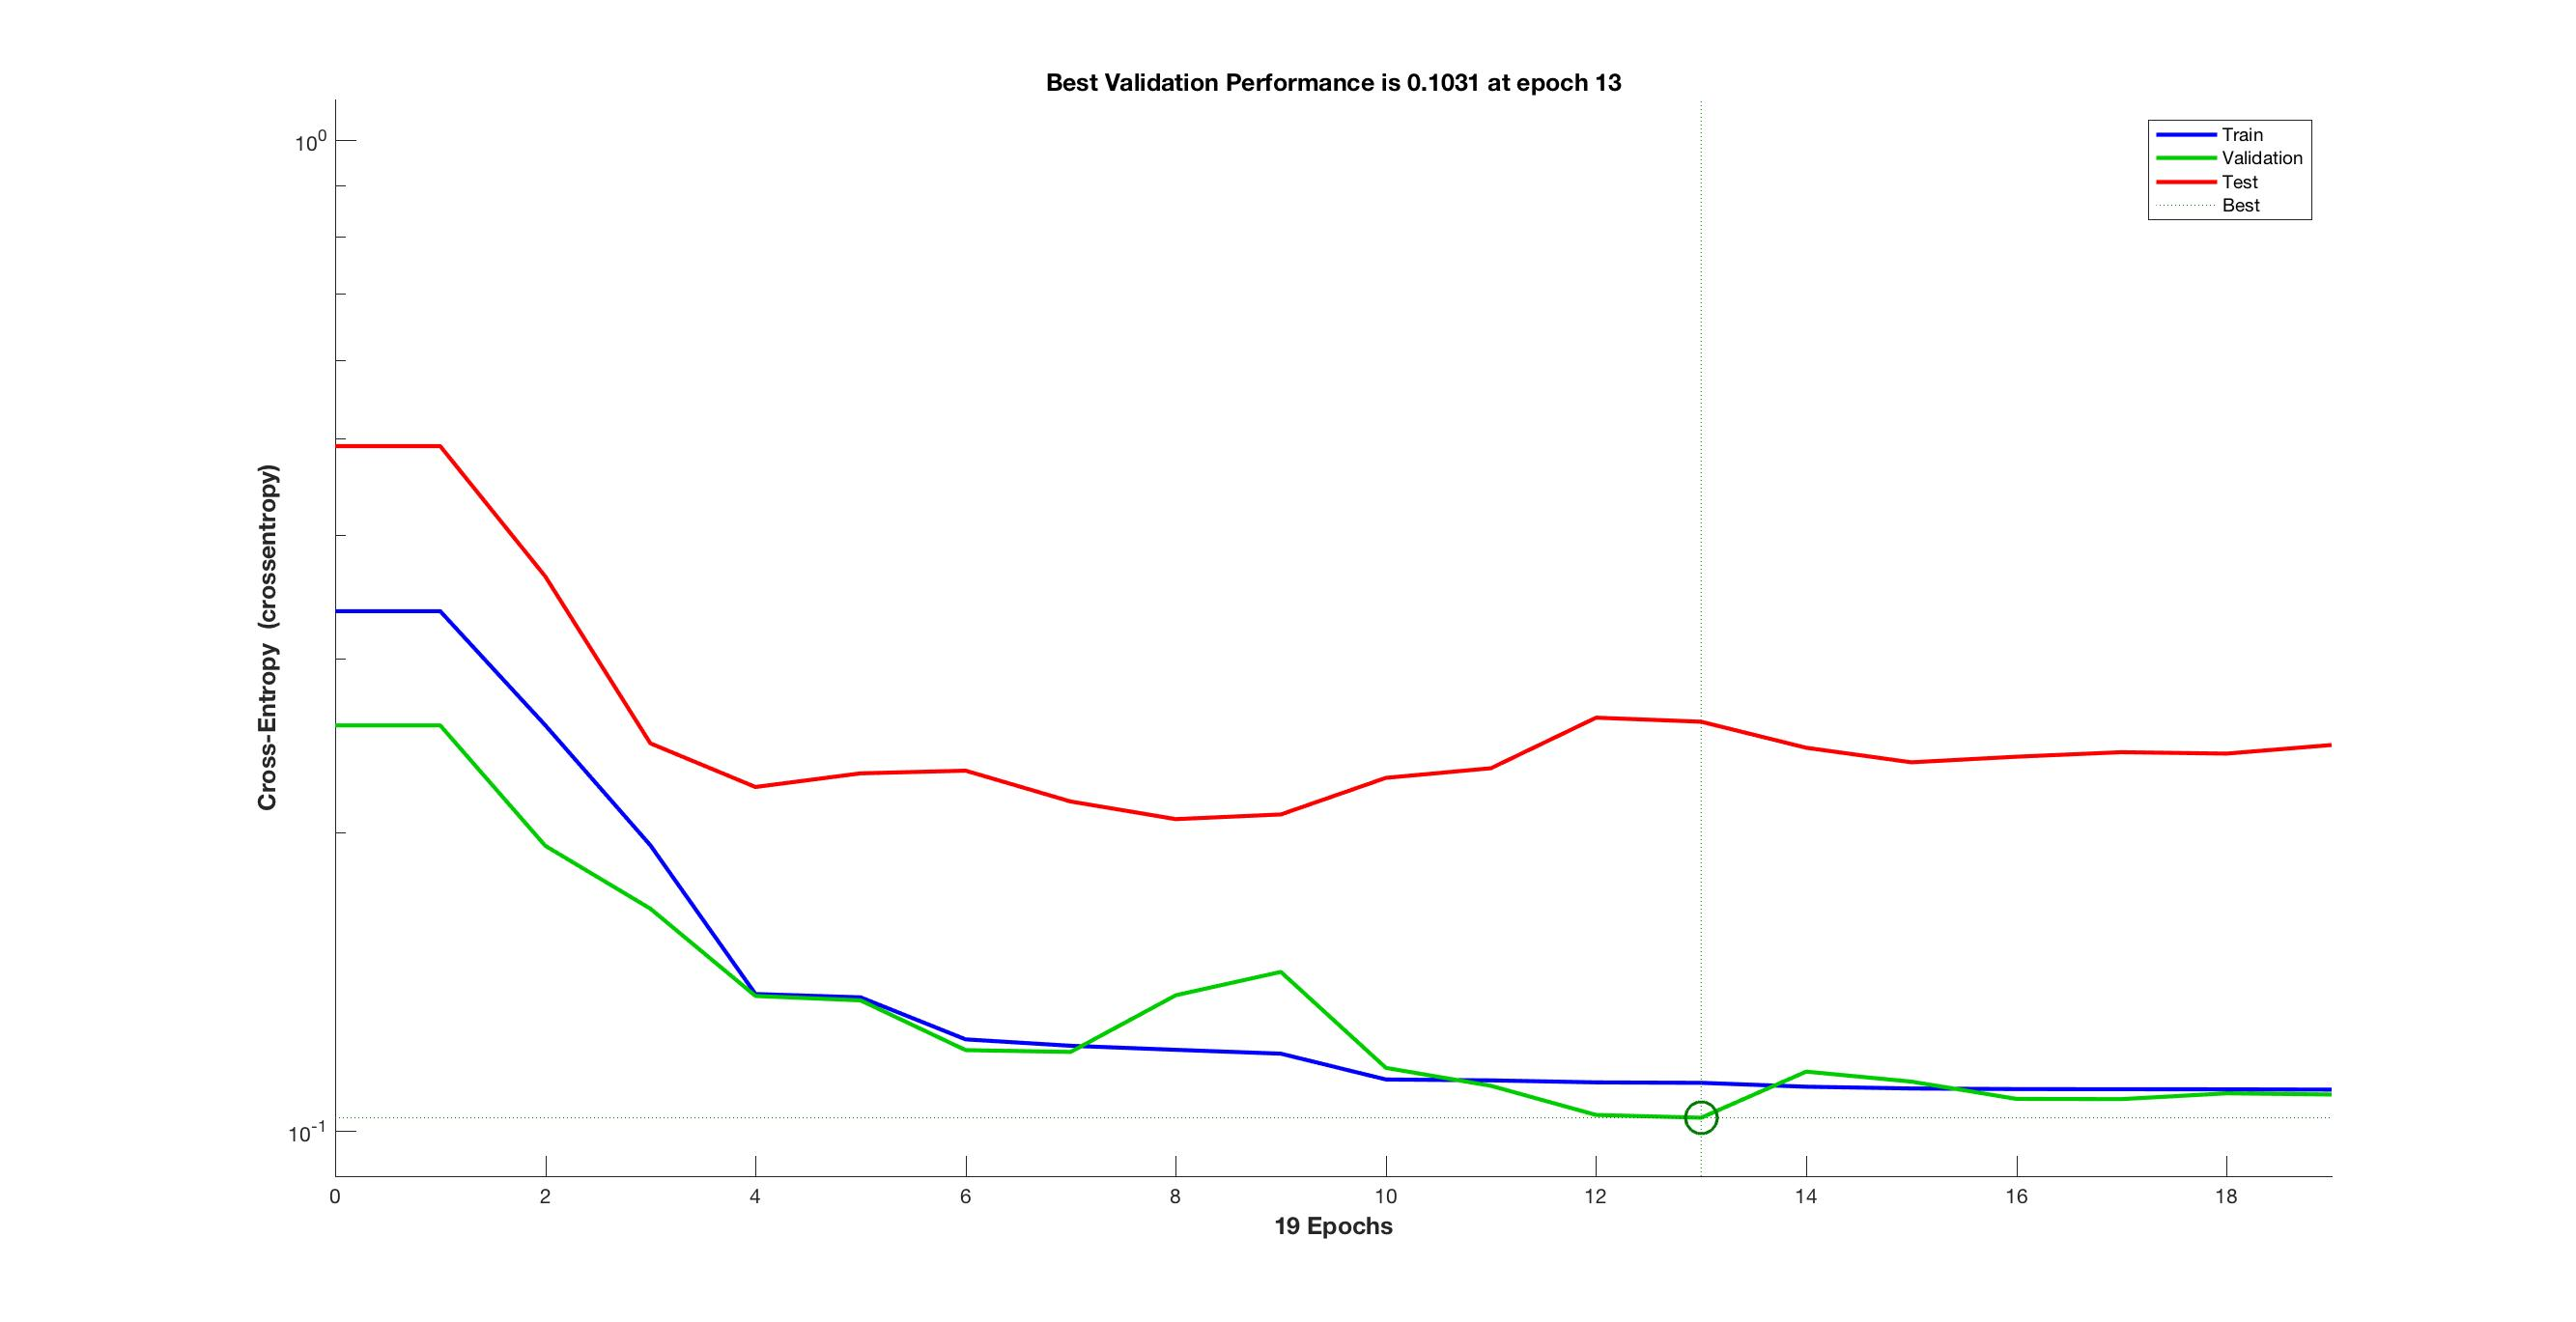 Best Validation Performance is 0.1031 at epoch 13
10^0
Train
Validation
Test
Best
Cross-Entropy (crossentropy)
10^-1
0 2 4 6 8 10 12 14 16 18
19 Epochs